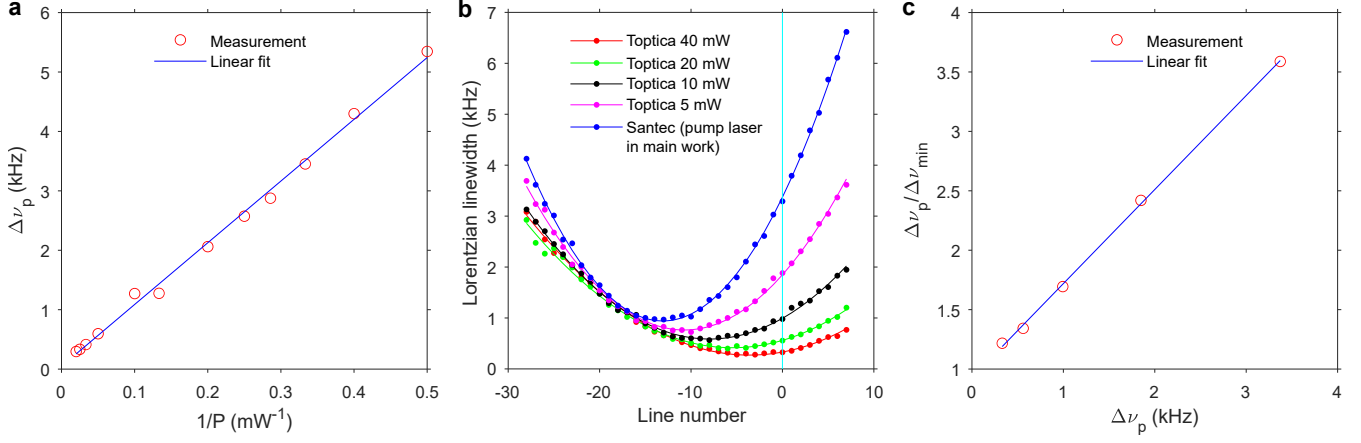 a
6
5
4
3
2
1
0
Δν_p (kHz)
Measurement
Linear fit
0
0.1
0.2
0.3
0.4
0.5
1/P (mW⁻¹)
b
7
6
5
4
3
2
1
0
Lorentzian linewidth (kHz)
Toptica 40 mW
Toptica 20 mW
Toptica 10 mW
Toptica 5 mW
Santec (pump laser
in main work)
-30
-20
-10
0
10
Line number
c
4
3.5
3
2.5
2
1.5
1
Δν_p/Δν_min
Measurement
Linear fit
0
1
2
3
4
Δν_p (kHz)